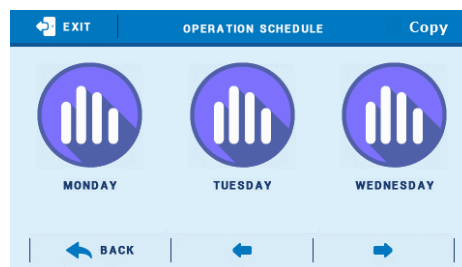 EXIT
OPERATION SCHEDULE
Copy
MONDAY
TUESDAY
WEDNESDAY
BACK